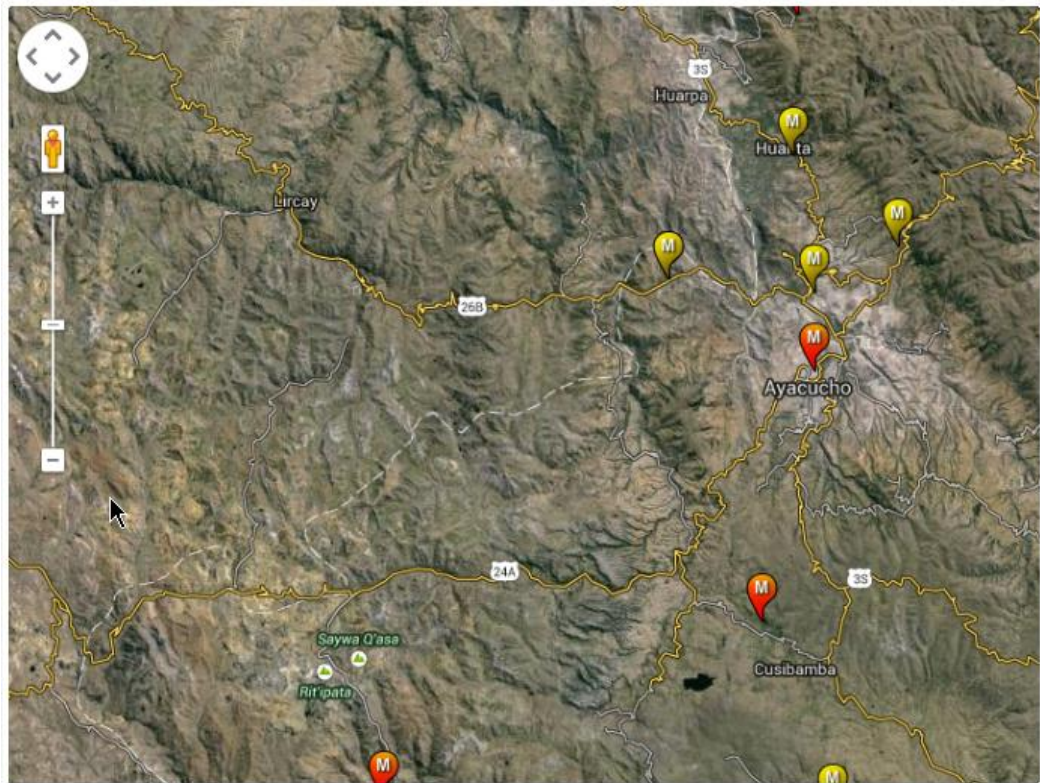 3S
Huarpa
M
Huanta
Lircay
M
M
M
26B
M
Ayacucho
24A
3S
M
Saywa Q'asa
Rit'ipata
Cusibamba
M
M
+
−